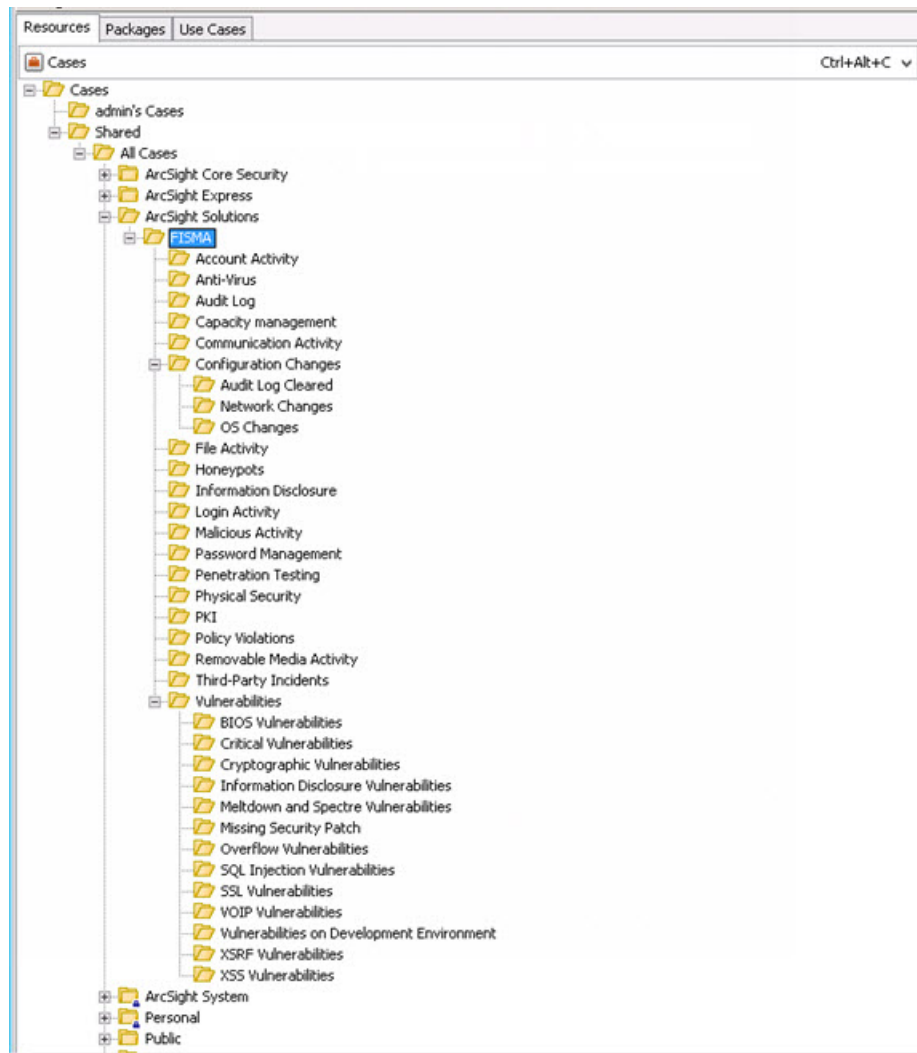 Resources Packages Use Cases
Cases Ctrl+Alt+C
Cases
admin's Cases
Shared
All Cases
ArcSight Core Security
ArcSight Express
ArcSight Solutions
FISMA
Account Activity
Anti-Virus
Audit Log
Capacity management
Communication Activity
Configuration Changes
Audit Log Cleared
Network Changes
OS Changes
File Activity
Honeypots
Information Disclosure
Login Activity
Malicious Activity
Password Management
Penetration Testing
Physical Security
PKI
Policy Violations
Removable Media Activity
Third-Party Incidents
Vulnerabilities
BIOS Vulnerabilities
Critical Vulnerabilities
Cryptographic Vulnerabilities
Information Disclosure Vulnerabilities
Meltdown and Spectre Vulnerabilities
Missing Security Patch
Overflow Vulnerabilities
SQL Injection Vulnerabilities
SSL Vulnerabilities
VOIP Vulnerabilities
Vulnerabilities on Development Environment
XSRF Vulnerabilities
XSS Vulnerabilities
ArcSight System
Personal
Public